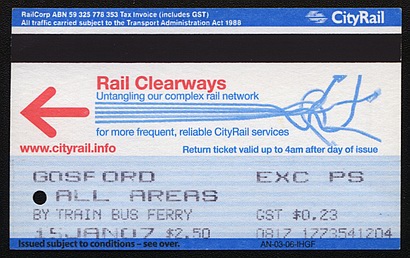 RailCorp ABN 59 325 778 353 Tax Invoice (includes GST)
All traffic carried subject to the Transport Administration Act 1988
CityRail
Rail Clearways
Untangling our complex rail network
for more frequent, reliable CityRail services
www.cityrail.info
Return ticket valid up to 4am after day of issue
GOSFORD EXC PS
ALL AREAS
BY TRAIN BUS FERRY GST $0.23
15JAN07 $2.50 0817 1773541204
Issued subject to conditions – see over. AN-03-06-IHGF